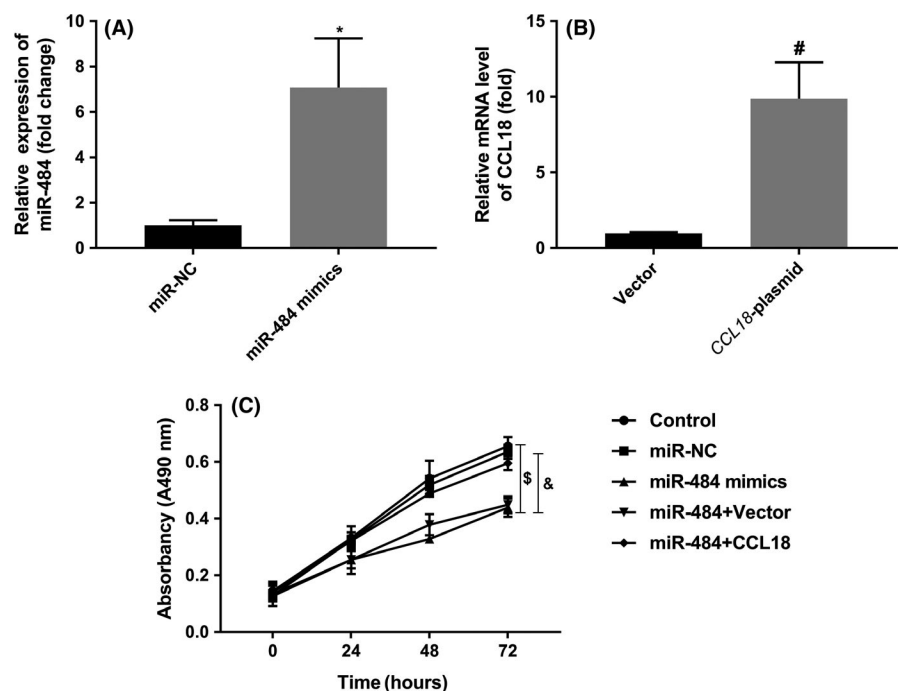 (A)
Relative expression of
miR-484 (fold change)
10
8
6
4
2
0
*
miR-NC
miR-484 mimics
(B)
Relative mRNA level
of CCL18 (fold)
15
10
5
0
#
Vector
CCL18-plasmid
(C)
Absorbancy (A490 nm)
0.8
0.6
0.4
0.2
0.0
$ &
0 24 48 72
Time (hours)
Control
miR-NC
miR-484 mimics
miR-484+Vector
miR-484+CCL18